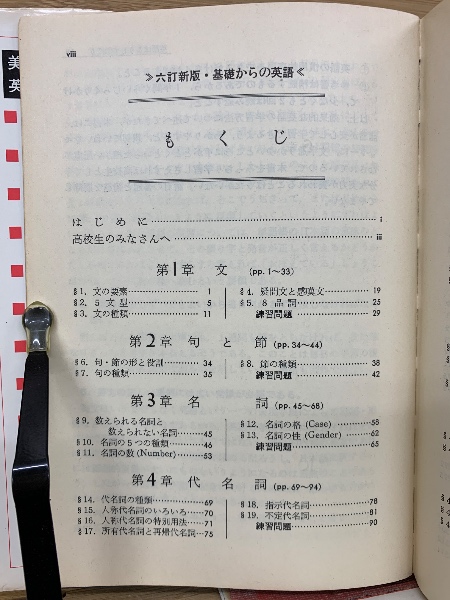 viii
≫六訂新版・基礎からの英語≪
もくじ
はじめに…………i
高校生のみなさんへ…………iii
第1章 文 (pp. 1〜33)
§1. 文の要素…………1
§2. 5文型…………5
§3. 文の種類…………11
§4. 疑問文と感嘆文…………19
§5. 8品詞…………25
練習問題…………29
第2章 句と節 (pp. 34〜44)
§6. 句・節の形と役割…………34
§7. 句の種類…………35
§8. 節の種類…………38
練習問題…………42
第3章 名詞 (pp. 45〜68)
§9. 数えられる名詞と
数えられない名詞…………45
§10. 名詞の5つの種類…………46
§11. 名詞の数 (Number)…………53
§12. 名詞の格 (Case)…………58
§13. 名詞の性 (Gender)…………62
練習問題…………65
第4章 代名詞 (pp. 69〜94)
§14. 代名詞の種類…………69
§15. 人称代名詞のいろいろ……70
§16. 人称代名詞の特別用法……71
§17. 所有代名詞と再帰代名詞…75
§18. 指示代名詞…………78
§19. 不定代名詞…………81
練習問題…………90
美
英